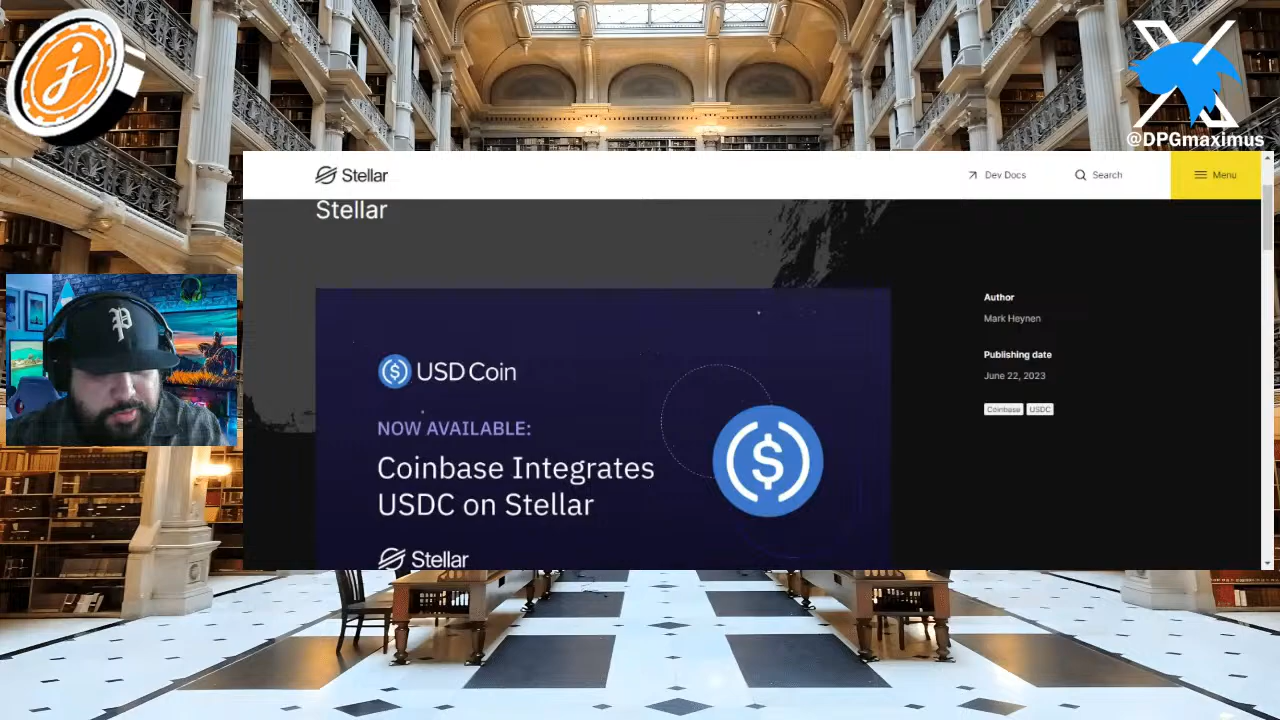 j
@DPGmaximus
Stellar
Dev Docs
Search
Menu
Stellar
Author
Mark Heynen
Publishing date
June 22, 2023
Coinbase
USDC
P
$ USD Coin
NOW AVAILABLE:
Coinbase Integrates
USDC on Stellar
$
Stellar